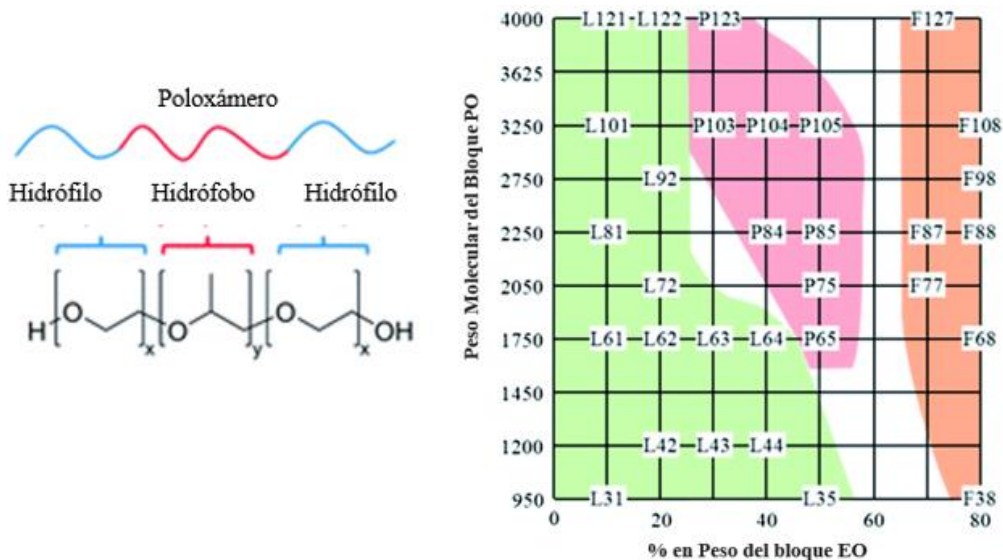 Poloxámero
Hidrófilo Hidrófobo Hidrófilo
H O x O y O x OH
Peso Molecular del Bloque PO
4000 L121 L122 P123 F127
3625
3250 L101 P103 P104 P105 F108
2750 L92 F98
2250 L81 P84 P85 F87 F88
2050 L72 P75 F77
1750 L61 L62 L63 L64 P65 F68
1450
1200 L42 L43 L44
950 L31 L35 F38
0 20 40 60 80
% en Peso del bloque EO